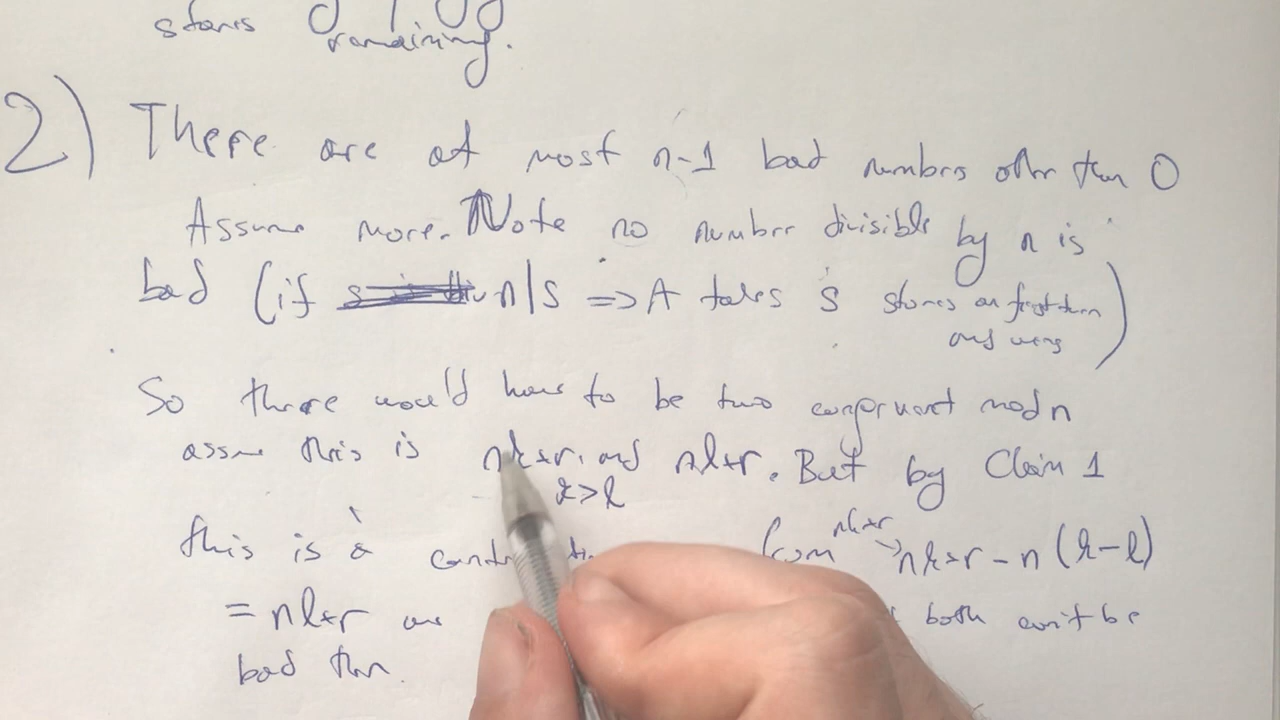 stones
remaining.
2) There are at most n-1 bad numbers other than 0
Assume more. Note no number divisible by n is
bad (if n|s => A takes s stones on first turn
and wins)
So there would have to be two congruent mod n
assume this is nk+r, and nl+r. But by Claim 1
k>l
this is a from nk+r → nk+r - n(k-l)
= nl+r both can't be
bad then.